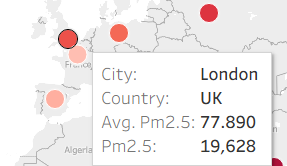 France
City: London
Country: UK
Avg. Pm2.5: 77.890
Pm2.5: 19,628
Algeria